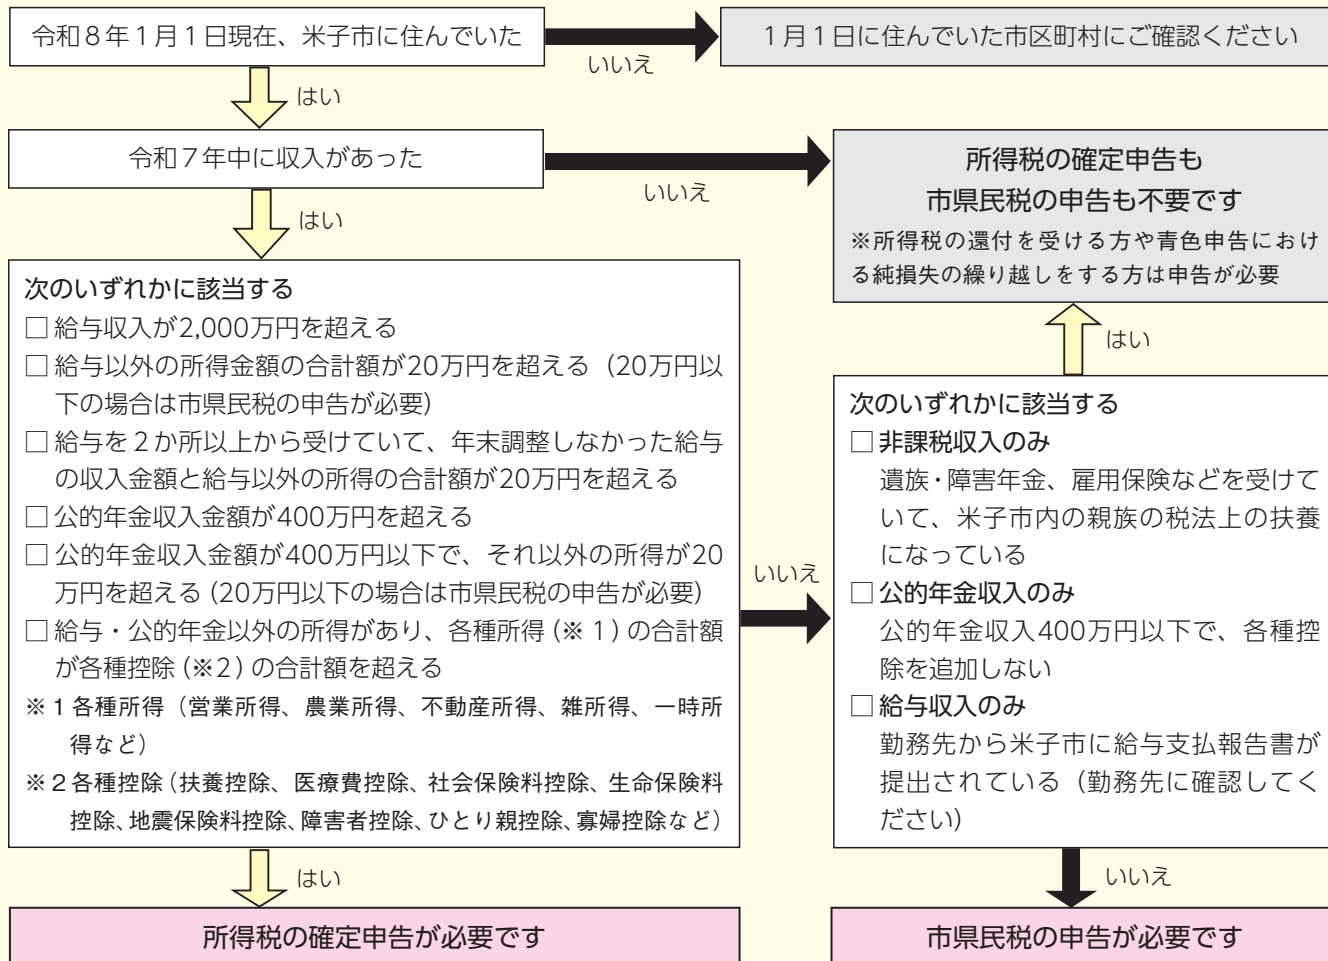 令和８年１月１日現在、米子市に住んでいた
いいえ
１月１日に住んでいた市区町村にご確認ください
はい
令和７年中に収入があった
いいえ
所得税の確定申告も
市県民税の申告も不要です
※所得税の還付を受ける方や青色申告におけ
る純損失の繰り越しをする方は申告が必要
はい
次のいずれかに該当する
□ 給与収入が2,000万円を超える
□ 給与以外の所得金額の合計額が20万円を超える（20万円以
下の場合は市県民税の申告が必要）
□ 給与を２か所以上から受けていて、年末調整しなかった給与
の収入金額と給与以外の所得の合計額が20万円を超える
□ 公的年金収入金額が400万円を超える
□ 公的年金収入金額が400万円以下で、それ以外の所得が20
万円を超える（20万円以下の場合は市県民税の申告が必要）
□ 給与・公的年金以外の所得があり、各種所得（※１）の合計額
が各種控除（※２）の合計額を超える
※１各種所得（営業所得、農業所得、不動産所得、雑所得、一時所
得など）
※２各種控除（扶養控除、医療費控除、社会保険料控除、生命保険料
控除、地震保険料控除、障害者控除、ひとり親控除、寡婦控除など）
いいえ
はい
次のいずれかに該当する
□ 非課税収入のみ
遺族・障害年金、雇用保険などを受けて
いて、米子市内の親族の税法上の扶養
になっている
□ 公的年金収入のみ
公的年金収入400万円以下で、各種控
除を追加しない
□ 給与収入のみ
勤務先から米子市に給与支払報告書が
提出されている（勤務先に確認してく
ださい）
はい
所得税の確定申告が必要です
いいえ
市県民税の申告が必要です